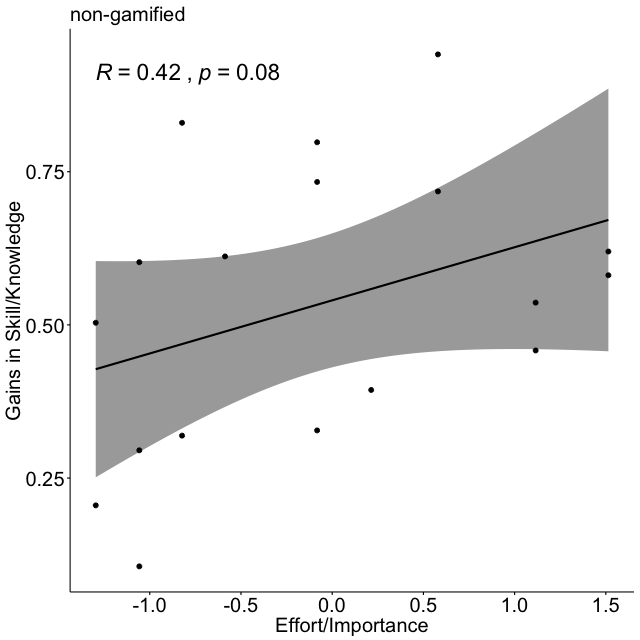 non-gamified
R = 0.42 , p = 0.08
Gains in Skill/Knowledge
0.75
0.50
0.25
-1.0 -0.5 0.0 0.5 1.0 1.5
Effort/Importance